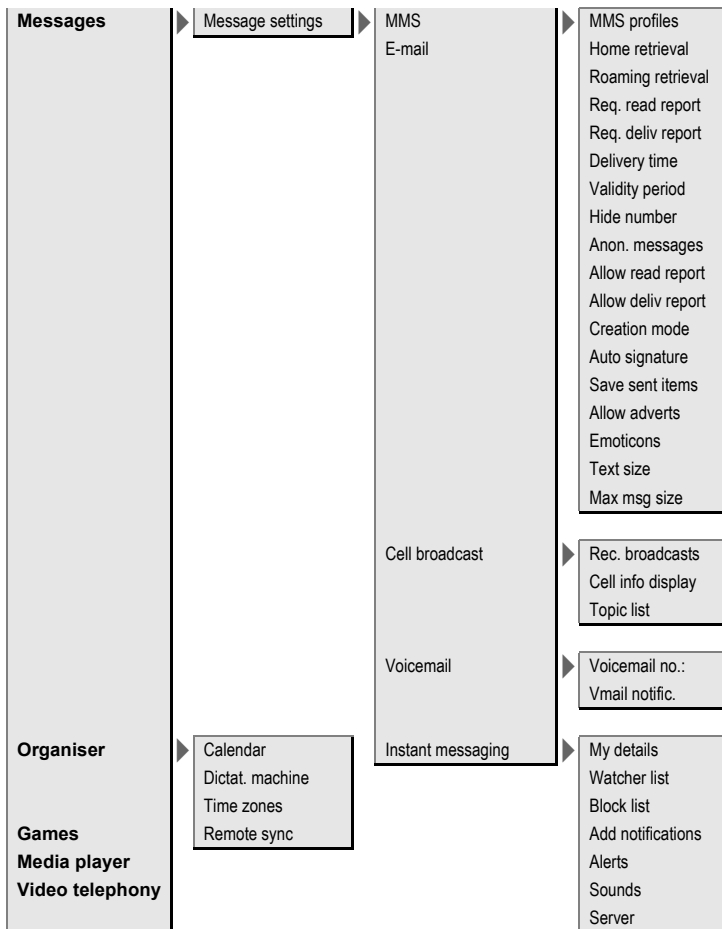 Messages
Message settings
MMS
E-mail
MMS profiles
Home retrieval
Roaming retrieval
Req. read report
Req. deliv report
Delivery time
Validity period
Hide number
Anon. messages
Allow read report
Allow deliv report
Creation mode
Auto signature
Save sent items
Allow adverts
Emoticons
Text size
Max msg size
Cell broadcast
Rec. broadcasts
Cell info display
Topic list
Voicemail
Voicemail no.:
Vmail notific.
Organiser
Calendar
Dictat. machine
Time zones
Remote sync
Instant messaging
My details
Watcher list
Block list
Add notifications
Alerts
Sounds
Server
Games
Media player
Video telephony